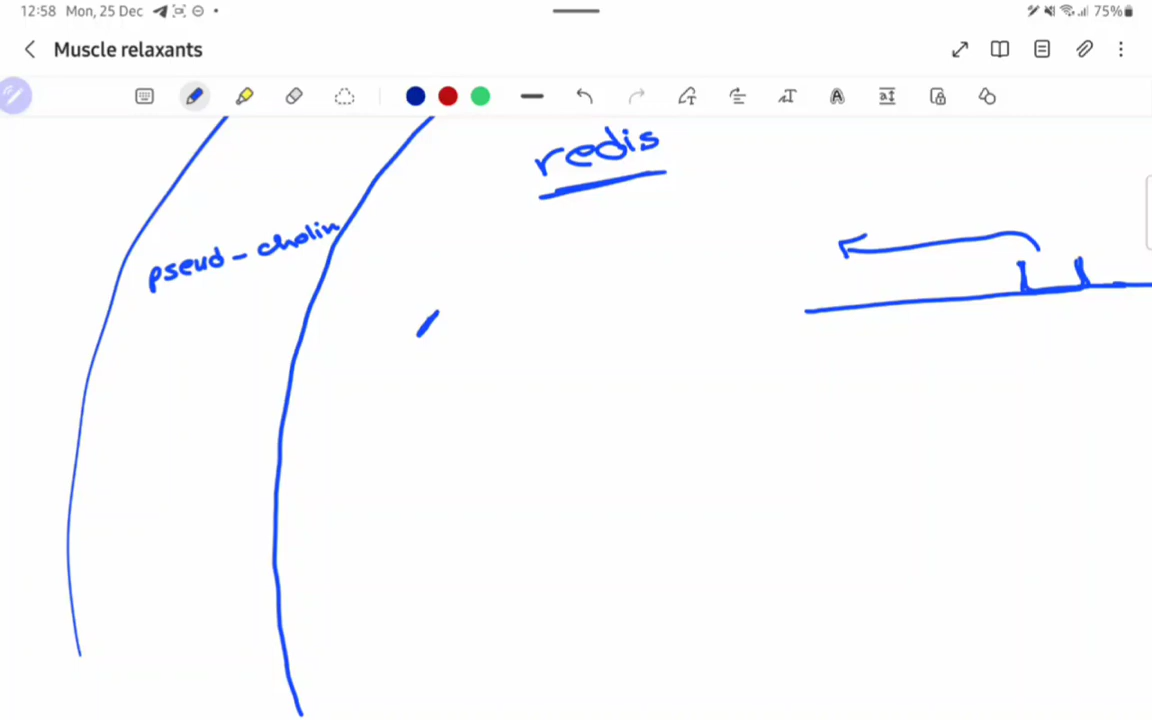 12:58 Mon, 25 Dec
75%
Muscle relaxants
redis
pseud-cholin